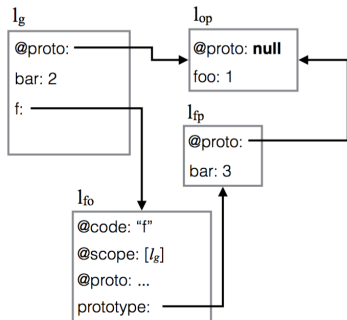 l_g
@proto:
bar: 2
f:
l_op
@proto: null
foo: 1
l_fp
@proto:
bar: 3
l_fo
@code: “f”
@scope: [l_g]
@proto: ...
prototype: